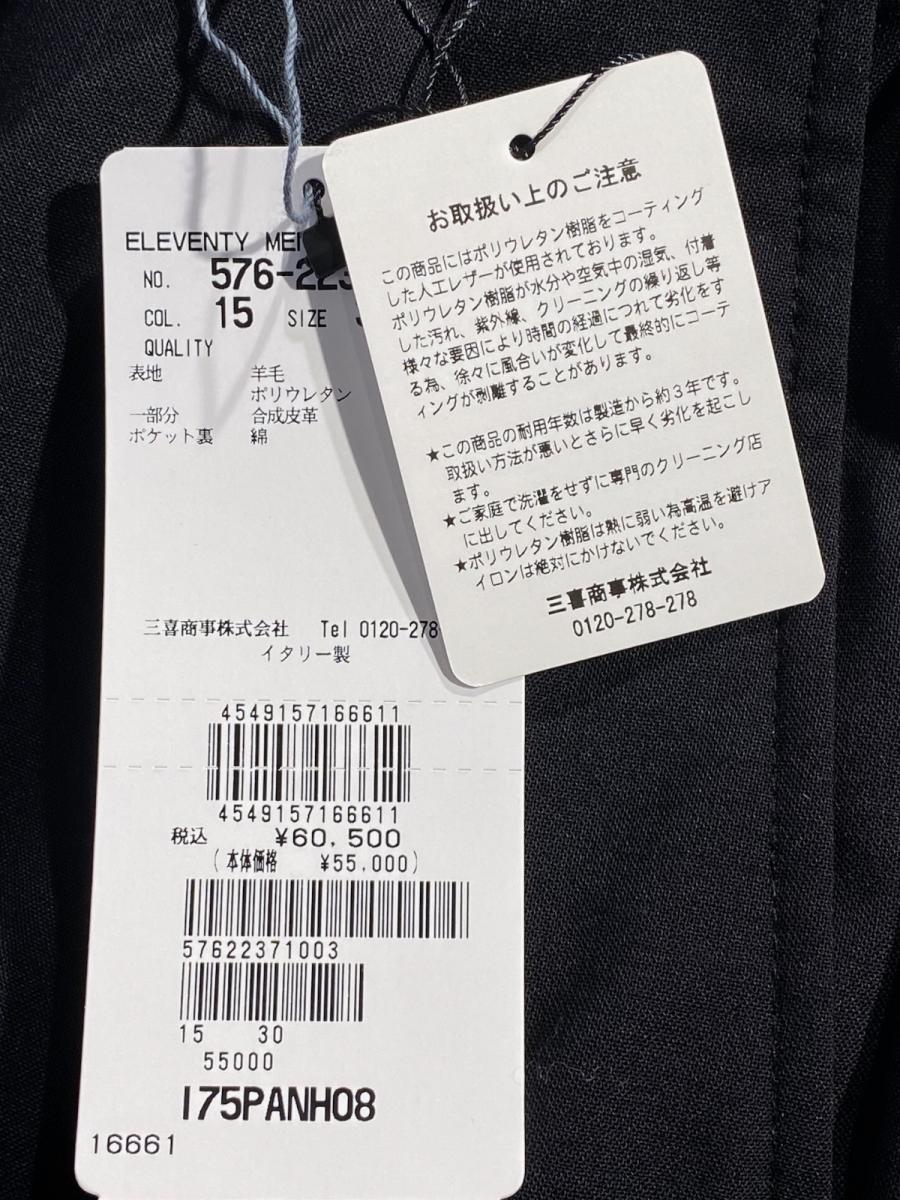 ELEVENTY
NO. 576-223
COL. 15 SIZE
QUALITY
表地 羊毛
ポリウレタン
一部分 合成皮革
ポケット裏 綿
三喜商事株式会社 Tel 0120-278
イタリー製
4549157166611
4549157166611
税込 ¥60,500
(本体価格 ¥55,000)
57622371003
15 30
55000
I75PANH08
16661
お取扱い上のご注意
この商品にはポリウレタン樹脂をコーティング
した人工レザーが使用されております。
ポリウレタン樹脂が水分や空気中の湿気、付着
した汚れ、紫外線、クリーニングの繰り返し等
様々な要因により時間の経過につれて劣化をす
る為、徐々に風合いが変化して最終的にコーテ
ィングが剥離することがあります。
★この商品の耐用年数は製造から約3年です。
取扱い方法が悪いとさらに早く劣化を起こし
ます。
★ご家庭で洗濯をせずに専門のクリーニング店
に出してください。
★ポリウレタン樹脂は熱に弱い為高温を避けア
イロンは絶対にかけないでください。
三喜商事株式会社
0120-278-278